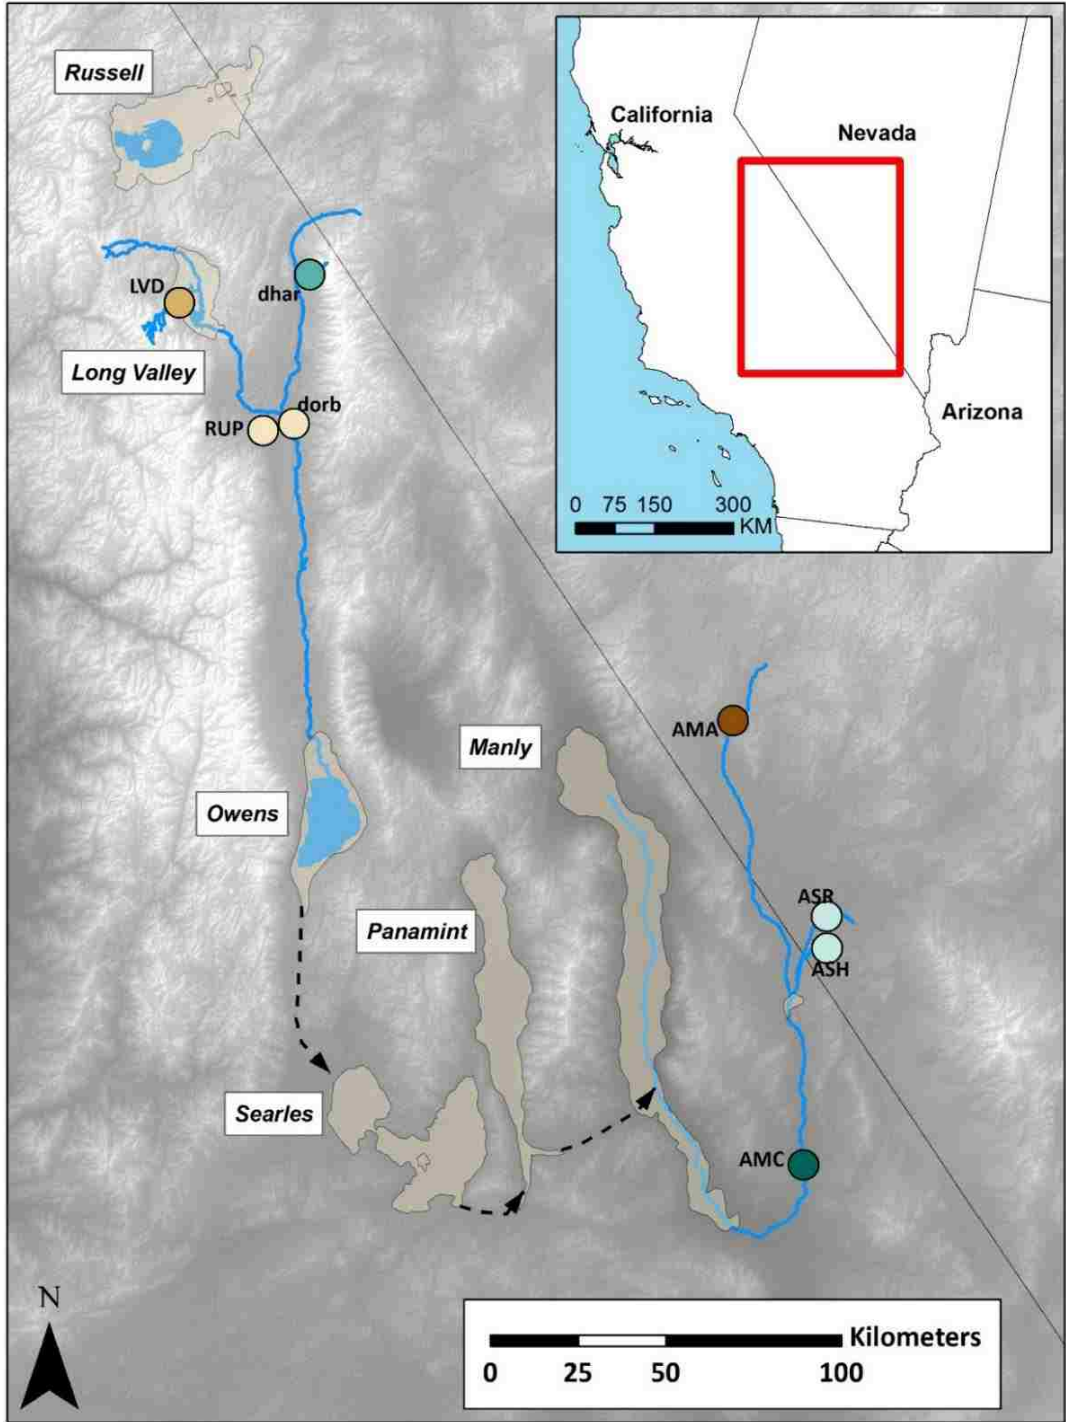 Russell
California
Nevada
LVD
dhar
Long Valley
dorb
RUP
Arizona
0 75 150 300
KM
AMA
Manly
Owens
ASR
Panamint
ASH
Searles
AMC
N
Kilometers
0 25 50 100